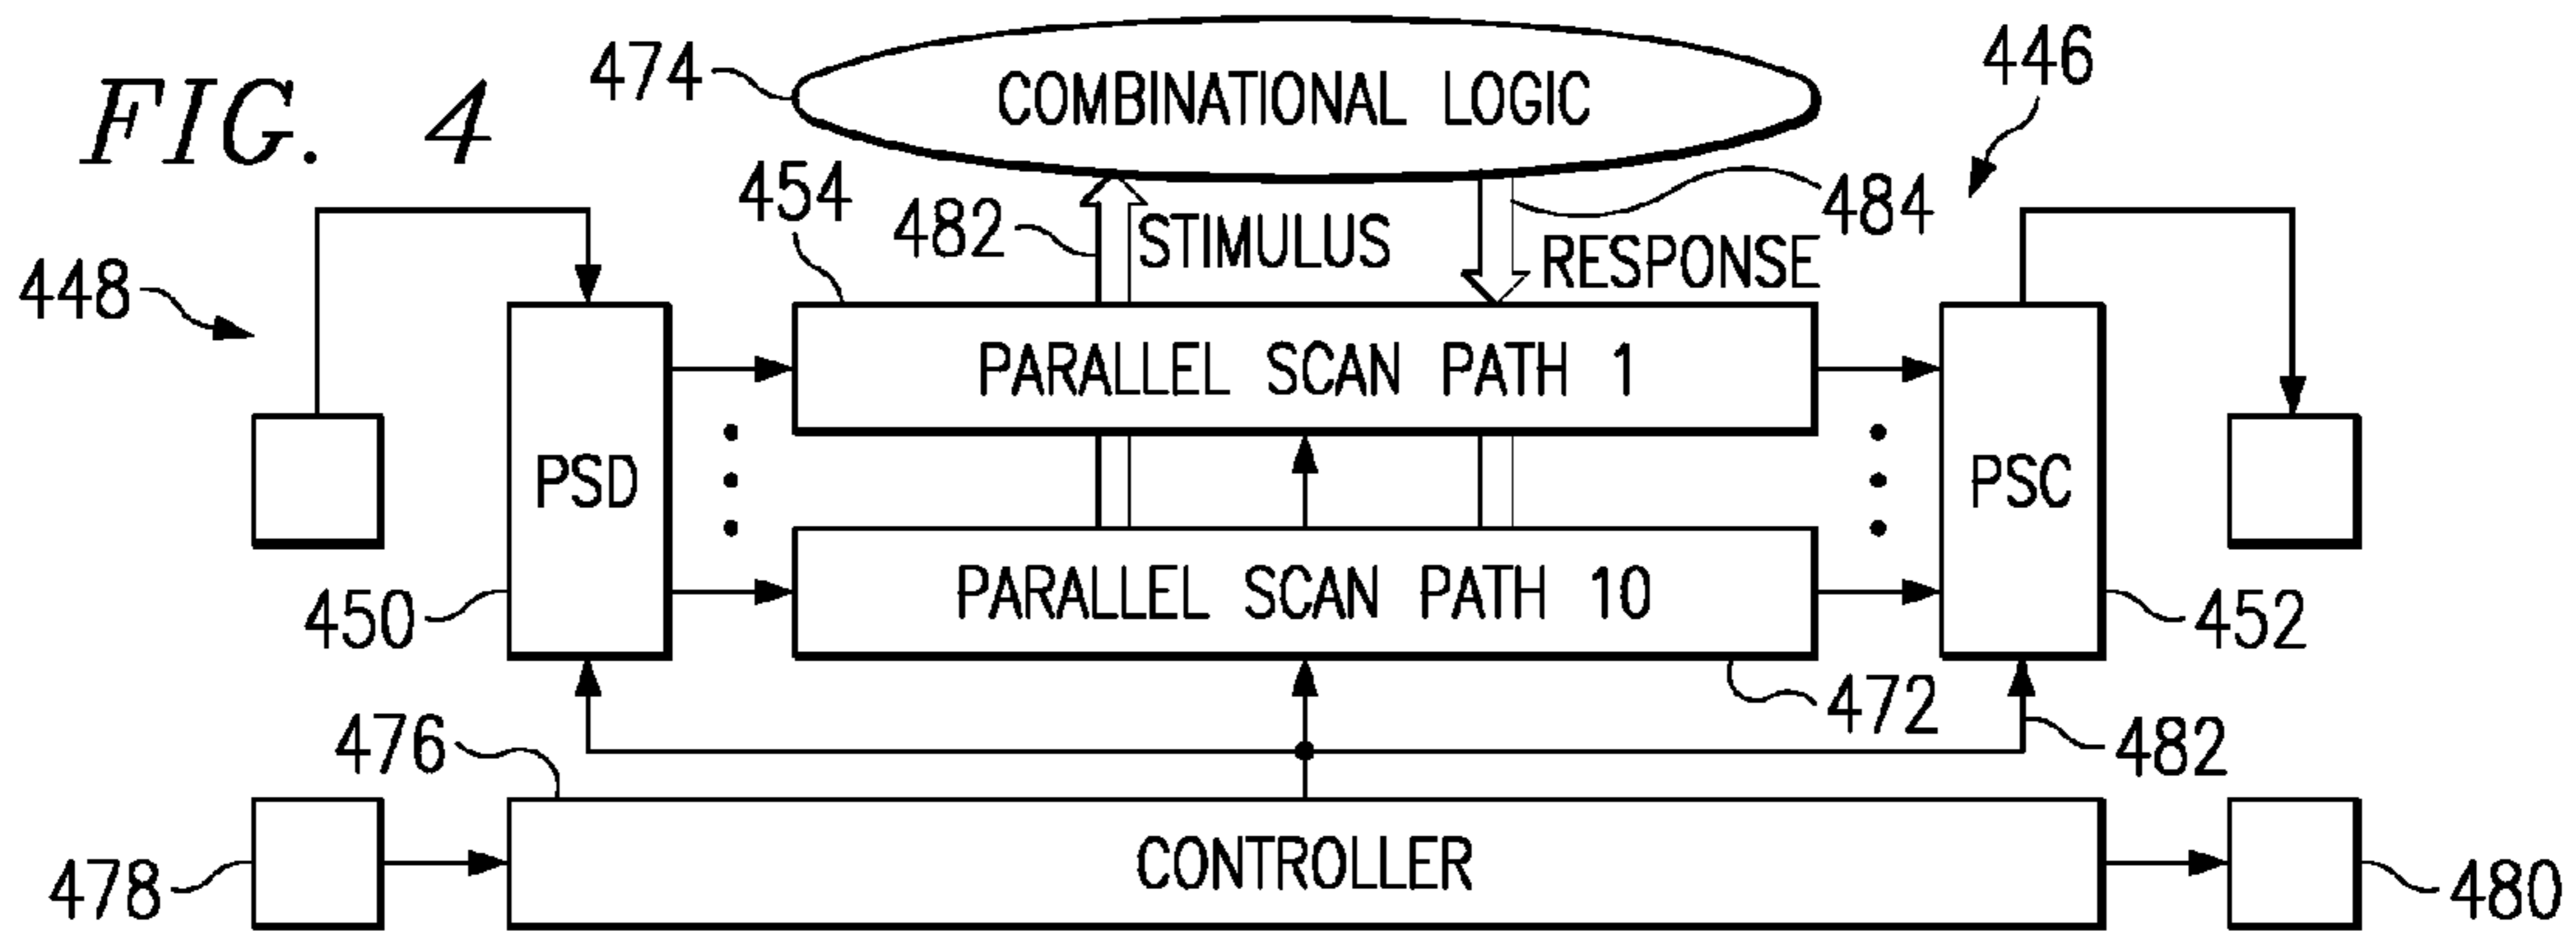 FIG. 4
474
COMBINATIONAL LOGIC
446
454
482
STIMULUS
484
RESPONSE
448
PARALLEL SCAN PATH 1
PSD
PSC
PARALLEL SCAN PATH 10
450
452
472
476
482
CONTROLLER
478
480